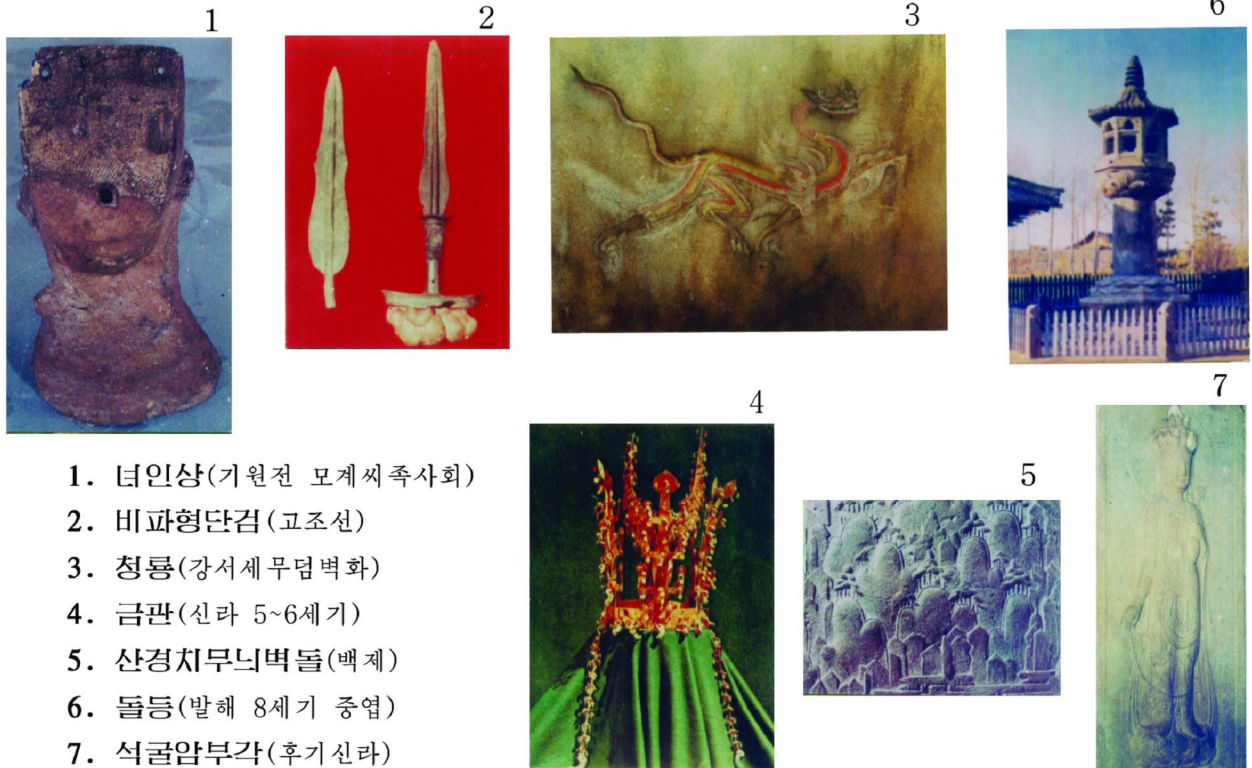 1
2
3
6
4
5
7
1. 녀인상(기원전 모계씨족사회)
2. 비파형단검(고조선)
3. 청룡(강서세무덤벽화)
4. 금관(신라 5~6세기)
5. 산경치무늬벽돌(백제)
6. 돌등(발해 8세기 중엽)
7. 석굴암부각(후기신라)